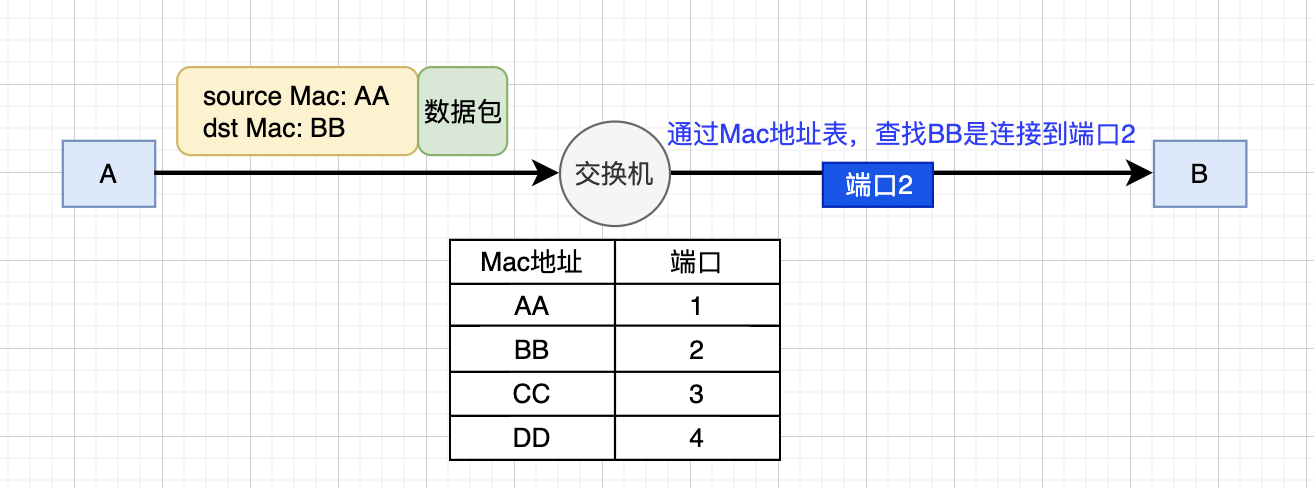 source Mac: AA
dst Mac: BB
数据包
通过Mac地址表，查找BB是连接到端口2
A
交换机
端口2
B
Mac地址 端口
AA 1
BB 2
CC 3
DD 4